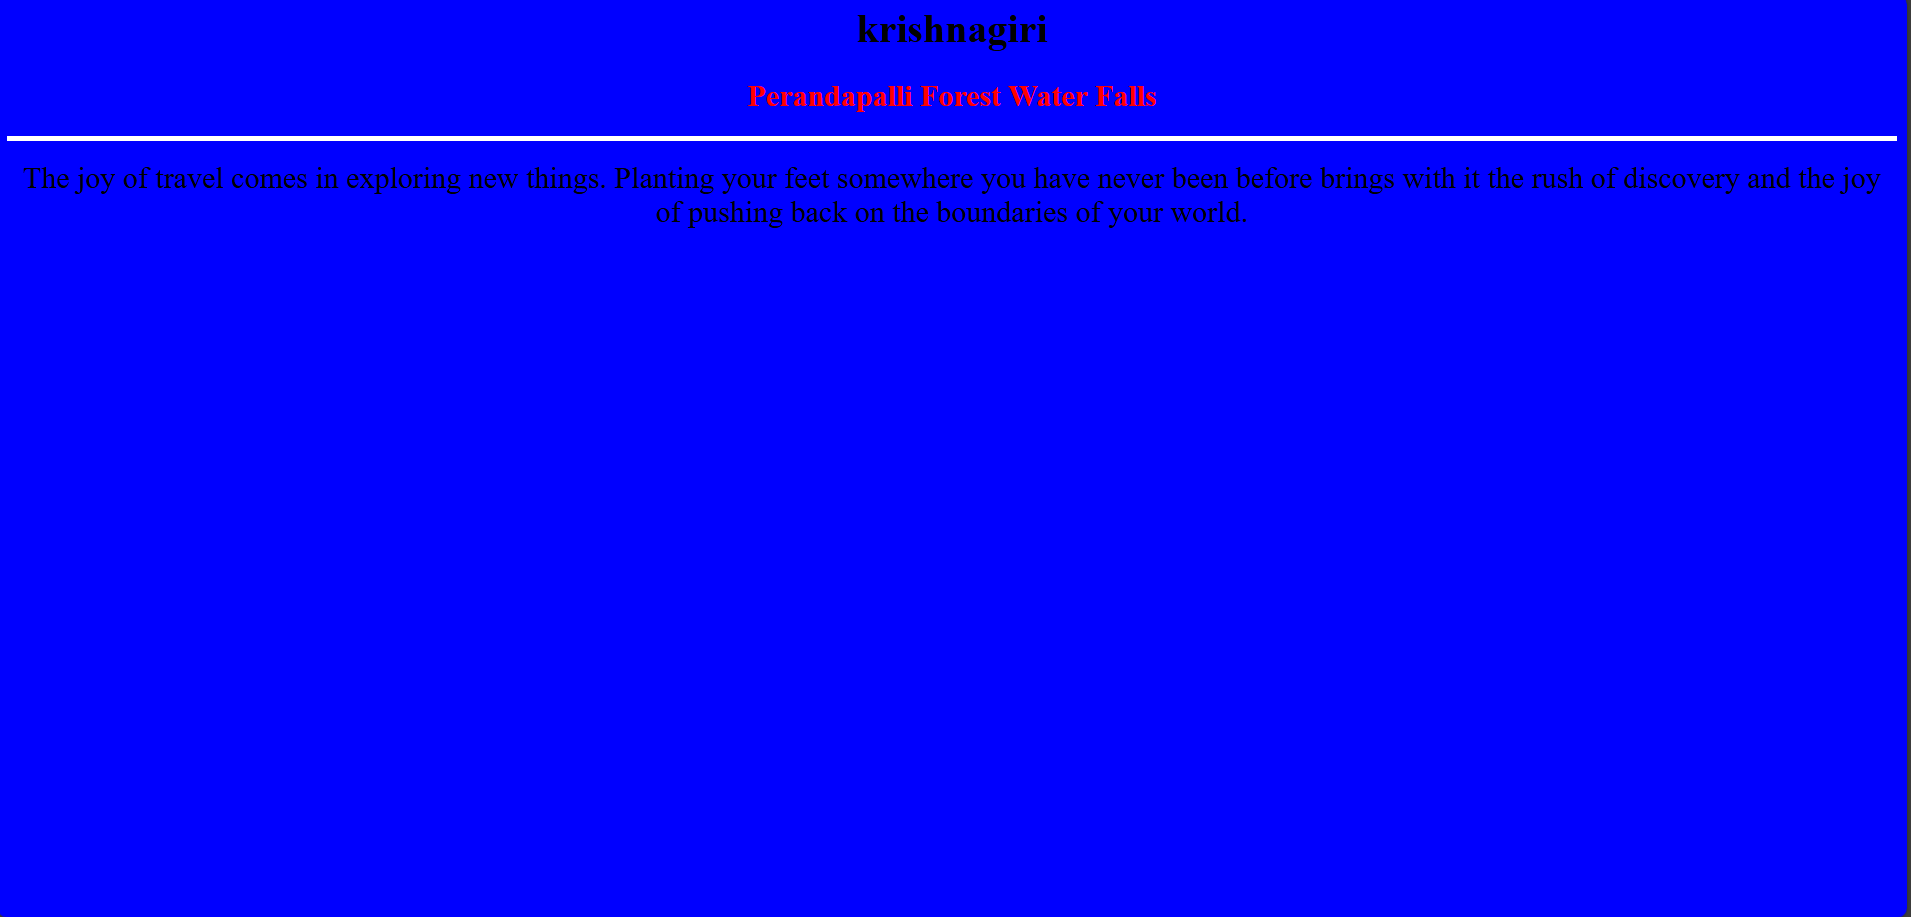 krishnagiri
Perandapalli Forest Water Falls
The joy of travel comes in exploring new things. Planting your feet somewhere you have never been before brings with it the rush of discovery and the joy
of pushing back on the boundaries of your world.